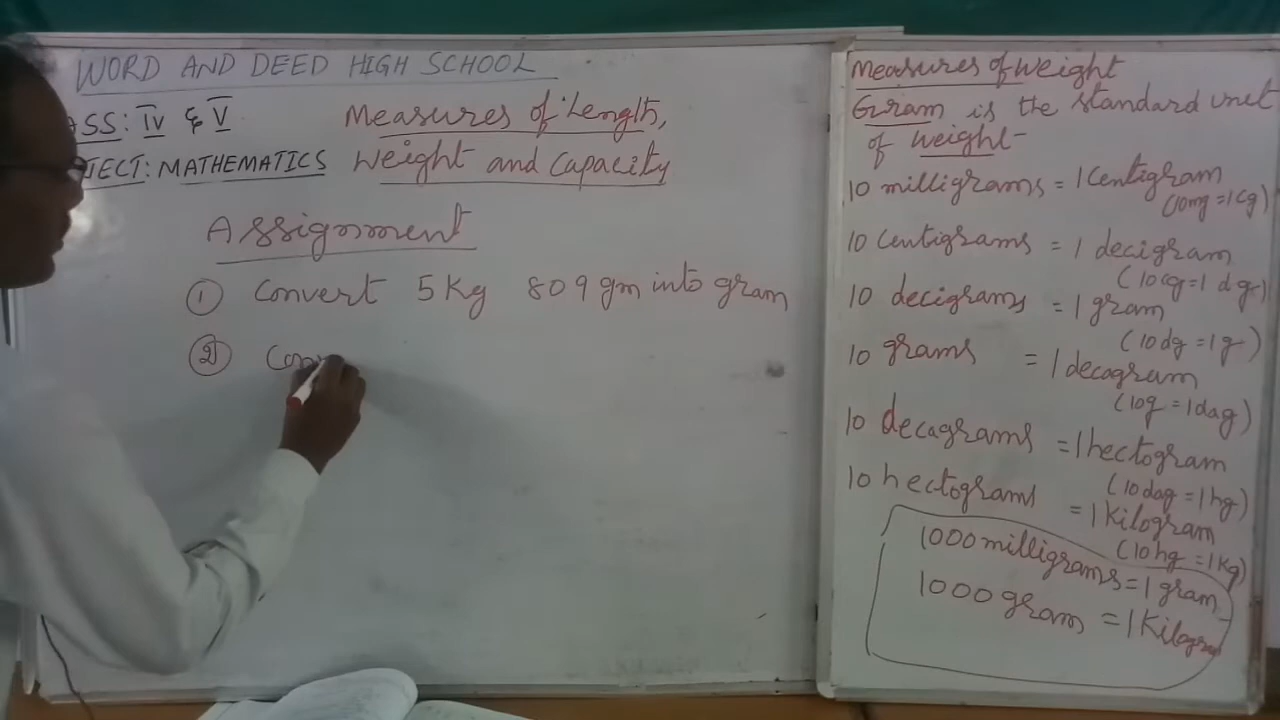 WORD AND DEED HIGH SCHOOL
ASS: IV & V
JECT: MATHEMATICS
Measures of Length,
Weight and Capacity
Assignment
① Convert 5 Kg 809 gm into gram
② Con
Measures of Weight
Gram is the standard unit
of weight
10 milligrams = 1 Centigram
(10mg = 1cg)
10 Centigrams = 1 decigram
(10cg = 1 dg)
10 decigrams = 1 gram
(10dg = 1g)
10 grams = 1 decagram
(10g = 1dag)
10 decagrams = 1 hectogram
(10dag = 1hg)
10 hectograms = 1 Kilogram
(10hg = 1Kg)
1000 milligrams = 1 gram
1000 gram = 1 Kilogram